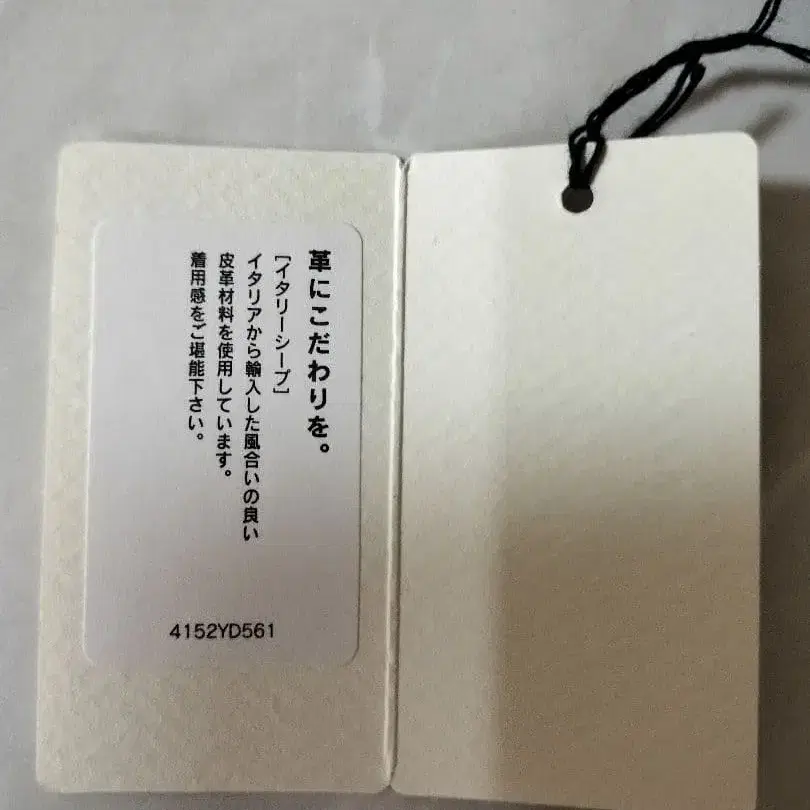 革にこだわりを。
［イタリーシープ］
イタリアから輸入した風合いの良い
皮革材料を使用しています。
着用感をご堪能下さい。
4152YD561